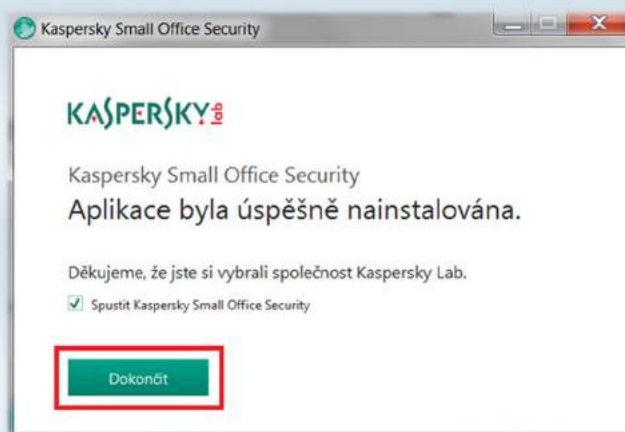 Kaspersky Small Office Security
KASPERSKY lab
Kaspersky Small Office Security
Aplikace byla úspěšně nainstalována.
Děkujeme, že jste si vybrali společnost Kaspersky Lab.
Spustit Kaspersky Small Office Security
Dokončit